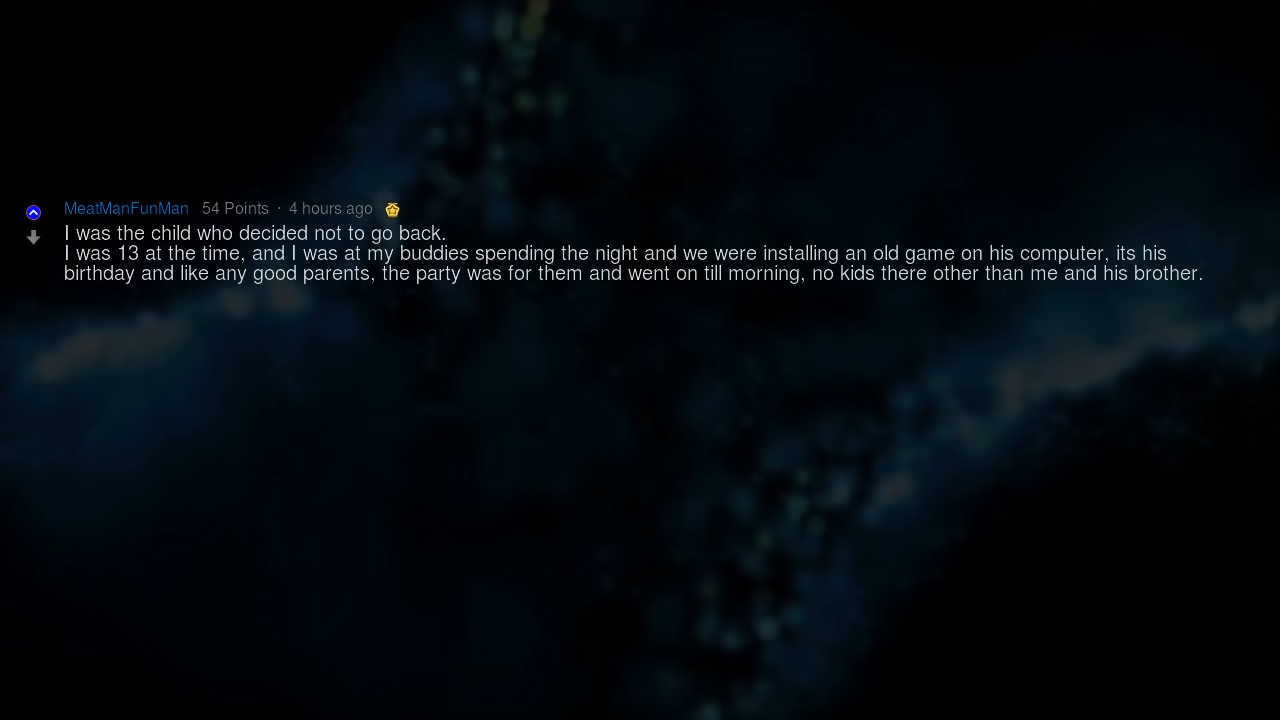 MeatManFunMan 54 Points · 4 hours ago
I was the child who decided not to go back.
I was 13 at the time, and I was at my buddies spending the night and we were installing an old game on his computer, its his
birthday and like any good parents, the party was for them and went on till morning, no kids there other than me and his brother.